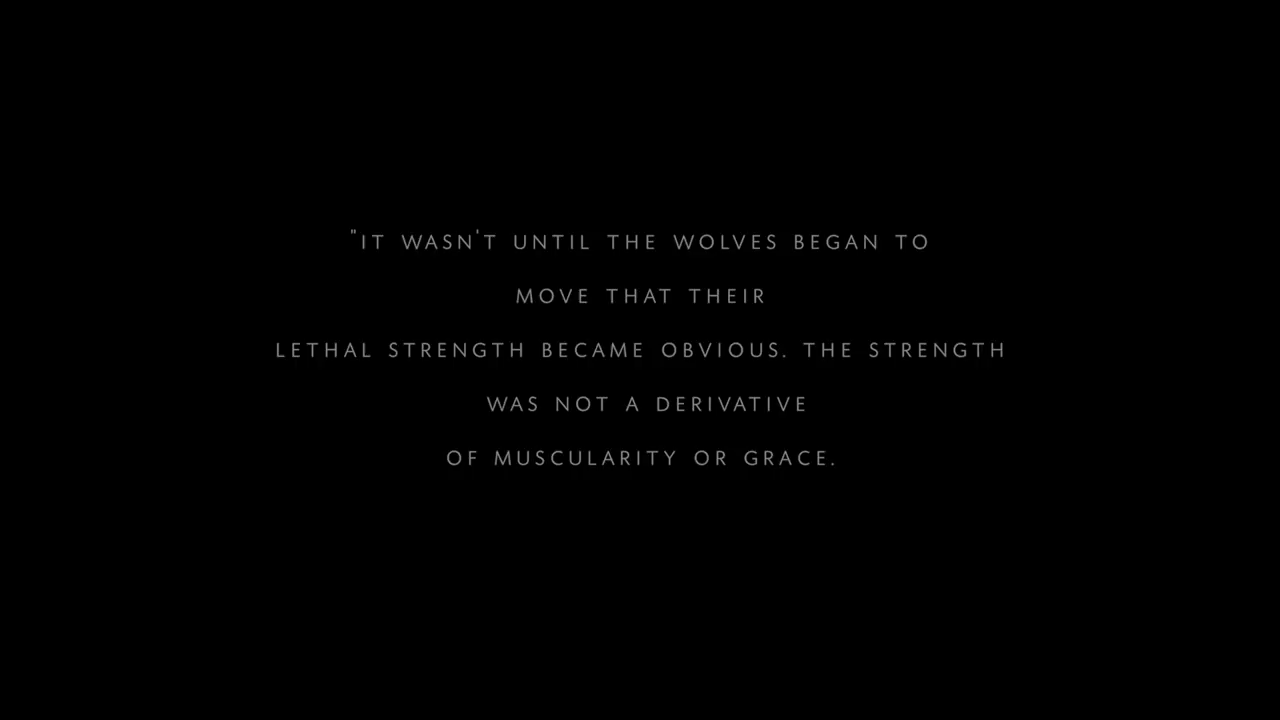 "IT WASN'T UNTIL THE WOLVES BEGAN TO
MOVE THAT THEIR
LETHAL STRENGTH BECAME OBVIOUS. THE STRENGTH
WAS NOT A DERIVATIVE
OF MUSCULARITY OR GRACE.